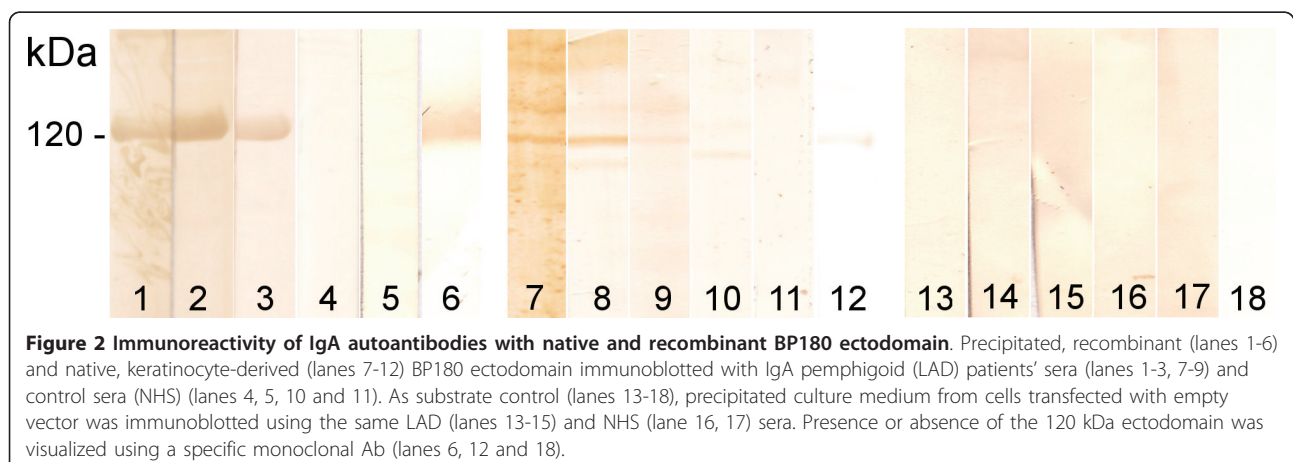 kDa
120 -
1 2 3 4 5 6 7 8 9 10 11 12 13 14 15 16 17 18
Figure 2 Immunoreactivity of IgA autoantibodies with native and recombinant BP180 ectodomain. Precipitated, recombinant (lanes 1-6)
and native, keratinocyte-derived (lanes 7-12) BP180 ectodomain immunoblotted with IgA pemphigoid (LAD) patients' sera (lanes 1-3, 7-9) and
control sera (NHS) (lanes 4, 5, 10 and 11). As substrate control (lanes 13-18), precipitated culture medium from cells transfected with empty
vector was immunoblotted using the same LAD (lanes 13-15) and NHS (lane 16, 17) sera. Presence or absence of the 120 kDa ectodomain was
visualized using a specific monoclonal Ab (lanes 6, 12 and 18).